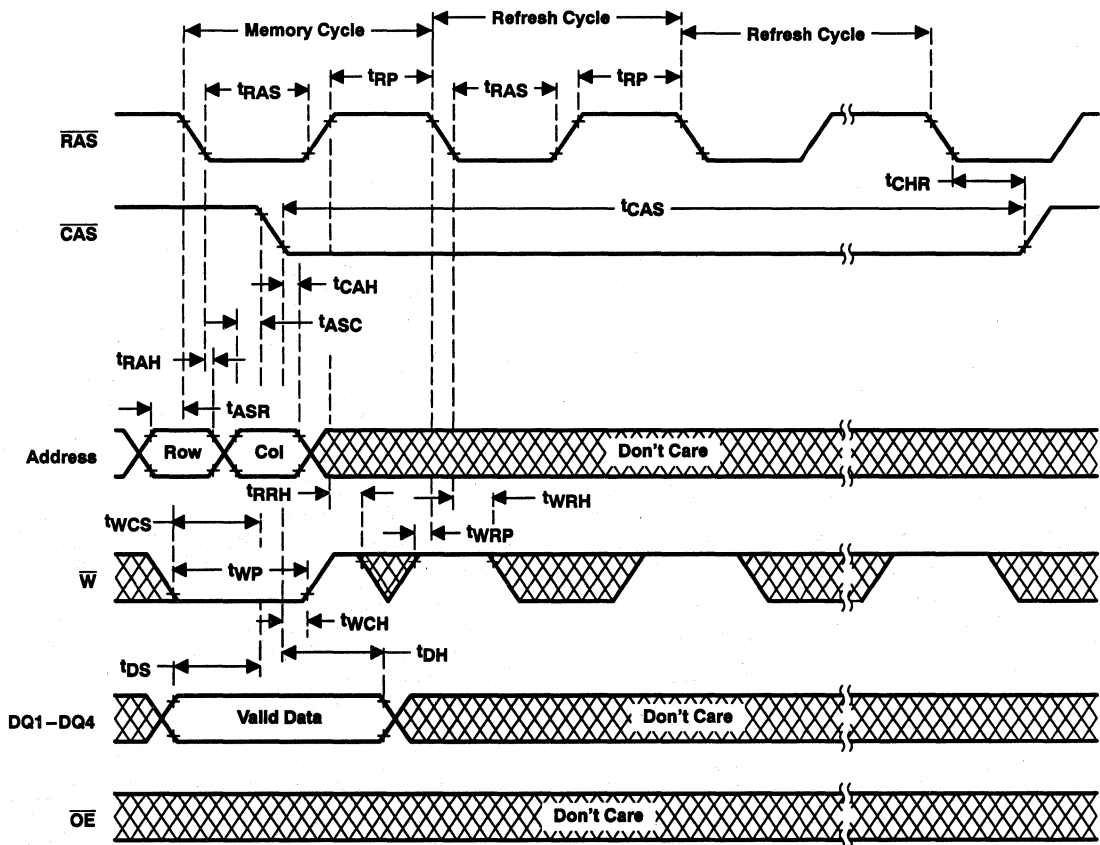 Memory Cycle
Refresh Cycle
Refresh Cycle
tRAS
tRP
tRAS
tRP
RAS
tCHR
tCAS
CAS
tCAH
tASC
tRAH
tASR
Address
Row
Col
Don't Care
tRRH
tWRH
tWCS
tWRP
W
tWP
tWCH
tDS
tDH
DQ1–DQ4
Valid Data
Don't Care
OE
Don't Care